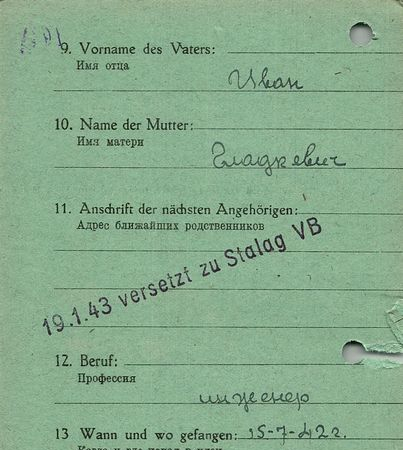 9. Vorname des Vaters:
Имя отца
Иван
10. Name der Mutter:
Имя матери
Гладкевич
11. Anschrift der nächsten Angehörigen:
Адрес ближайших родственников
19.1.43 versetzt zu Stalag VB
12. Beruf:
Профессия
инженер
13 Wann und wo gefangen: 15-7-42 г.